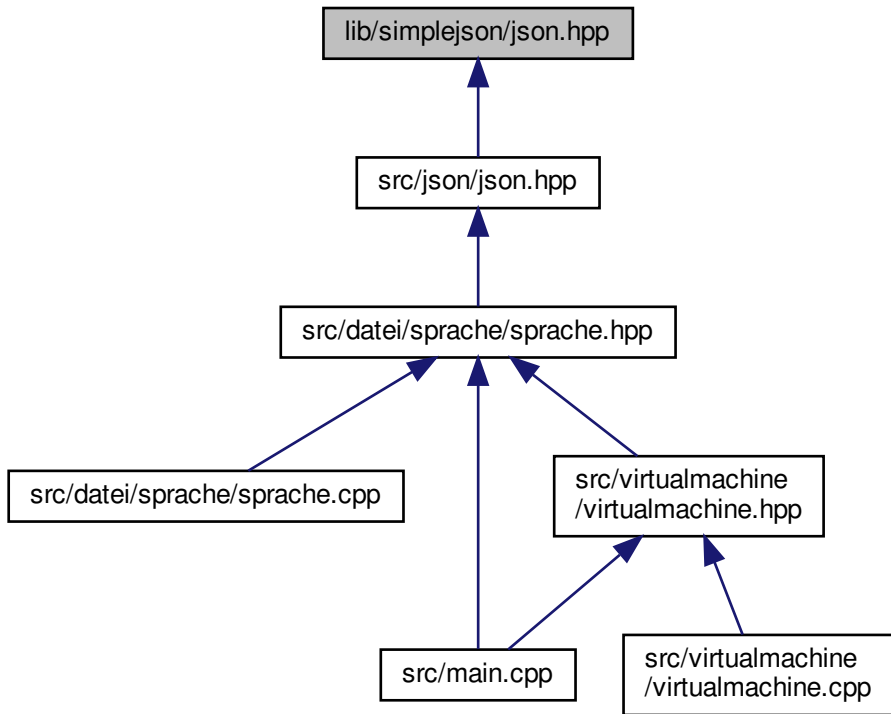 lib/simplejson/json.hpp
src/json/json.hpp
src/datei/sprache/sprache.hpp
src/datei/sprache/sprache.cpp
src/virtualmachine
/virtualmachine.hpp
src/main.cpp
src/virtualmachine
/virtualmachine.cpp